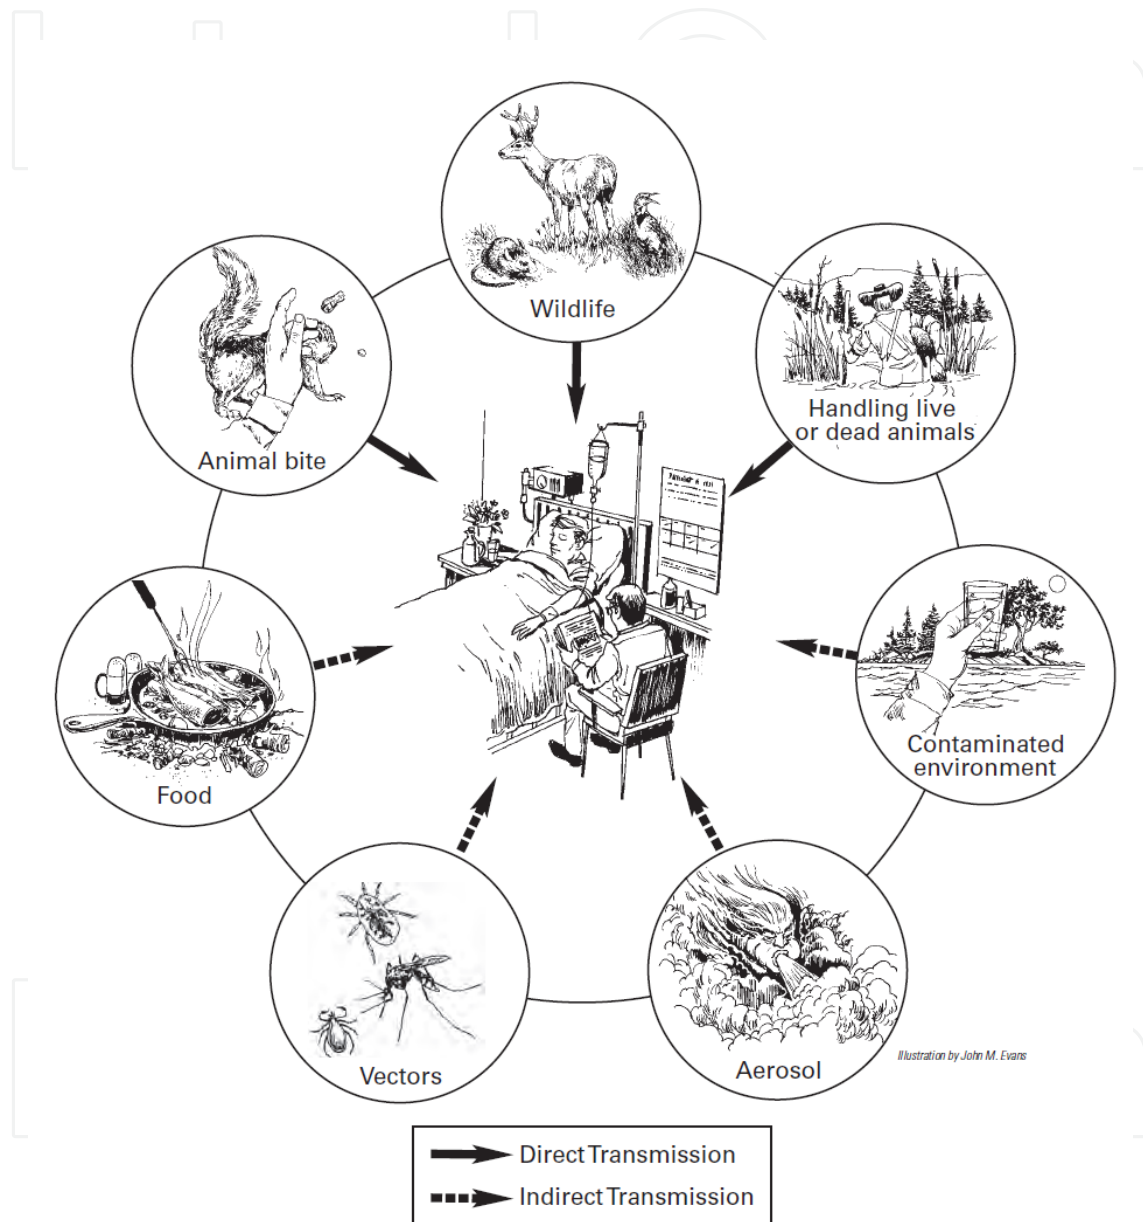 Wildlife
Animal bite
Handling live
or dead animals
Food
Contaminated
environment
Vectors
Aerosol
Illustration by John M. Evans
Direct Transmission
Indirect Transmission